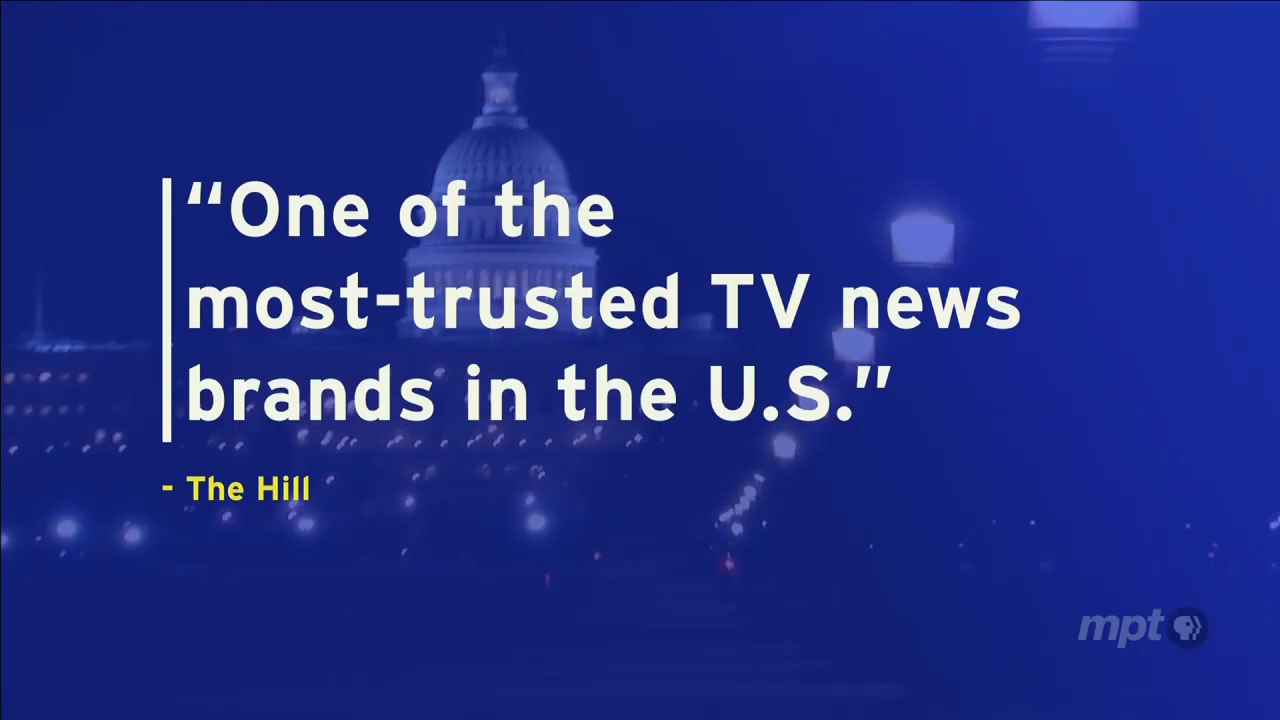 “One of the
most-trusted TV news
brands in the U.S.”
- The Hill
mpt